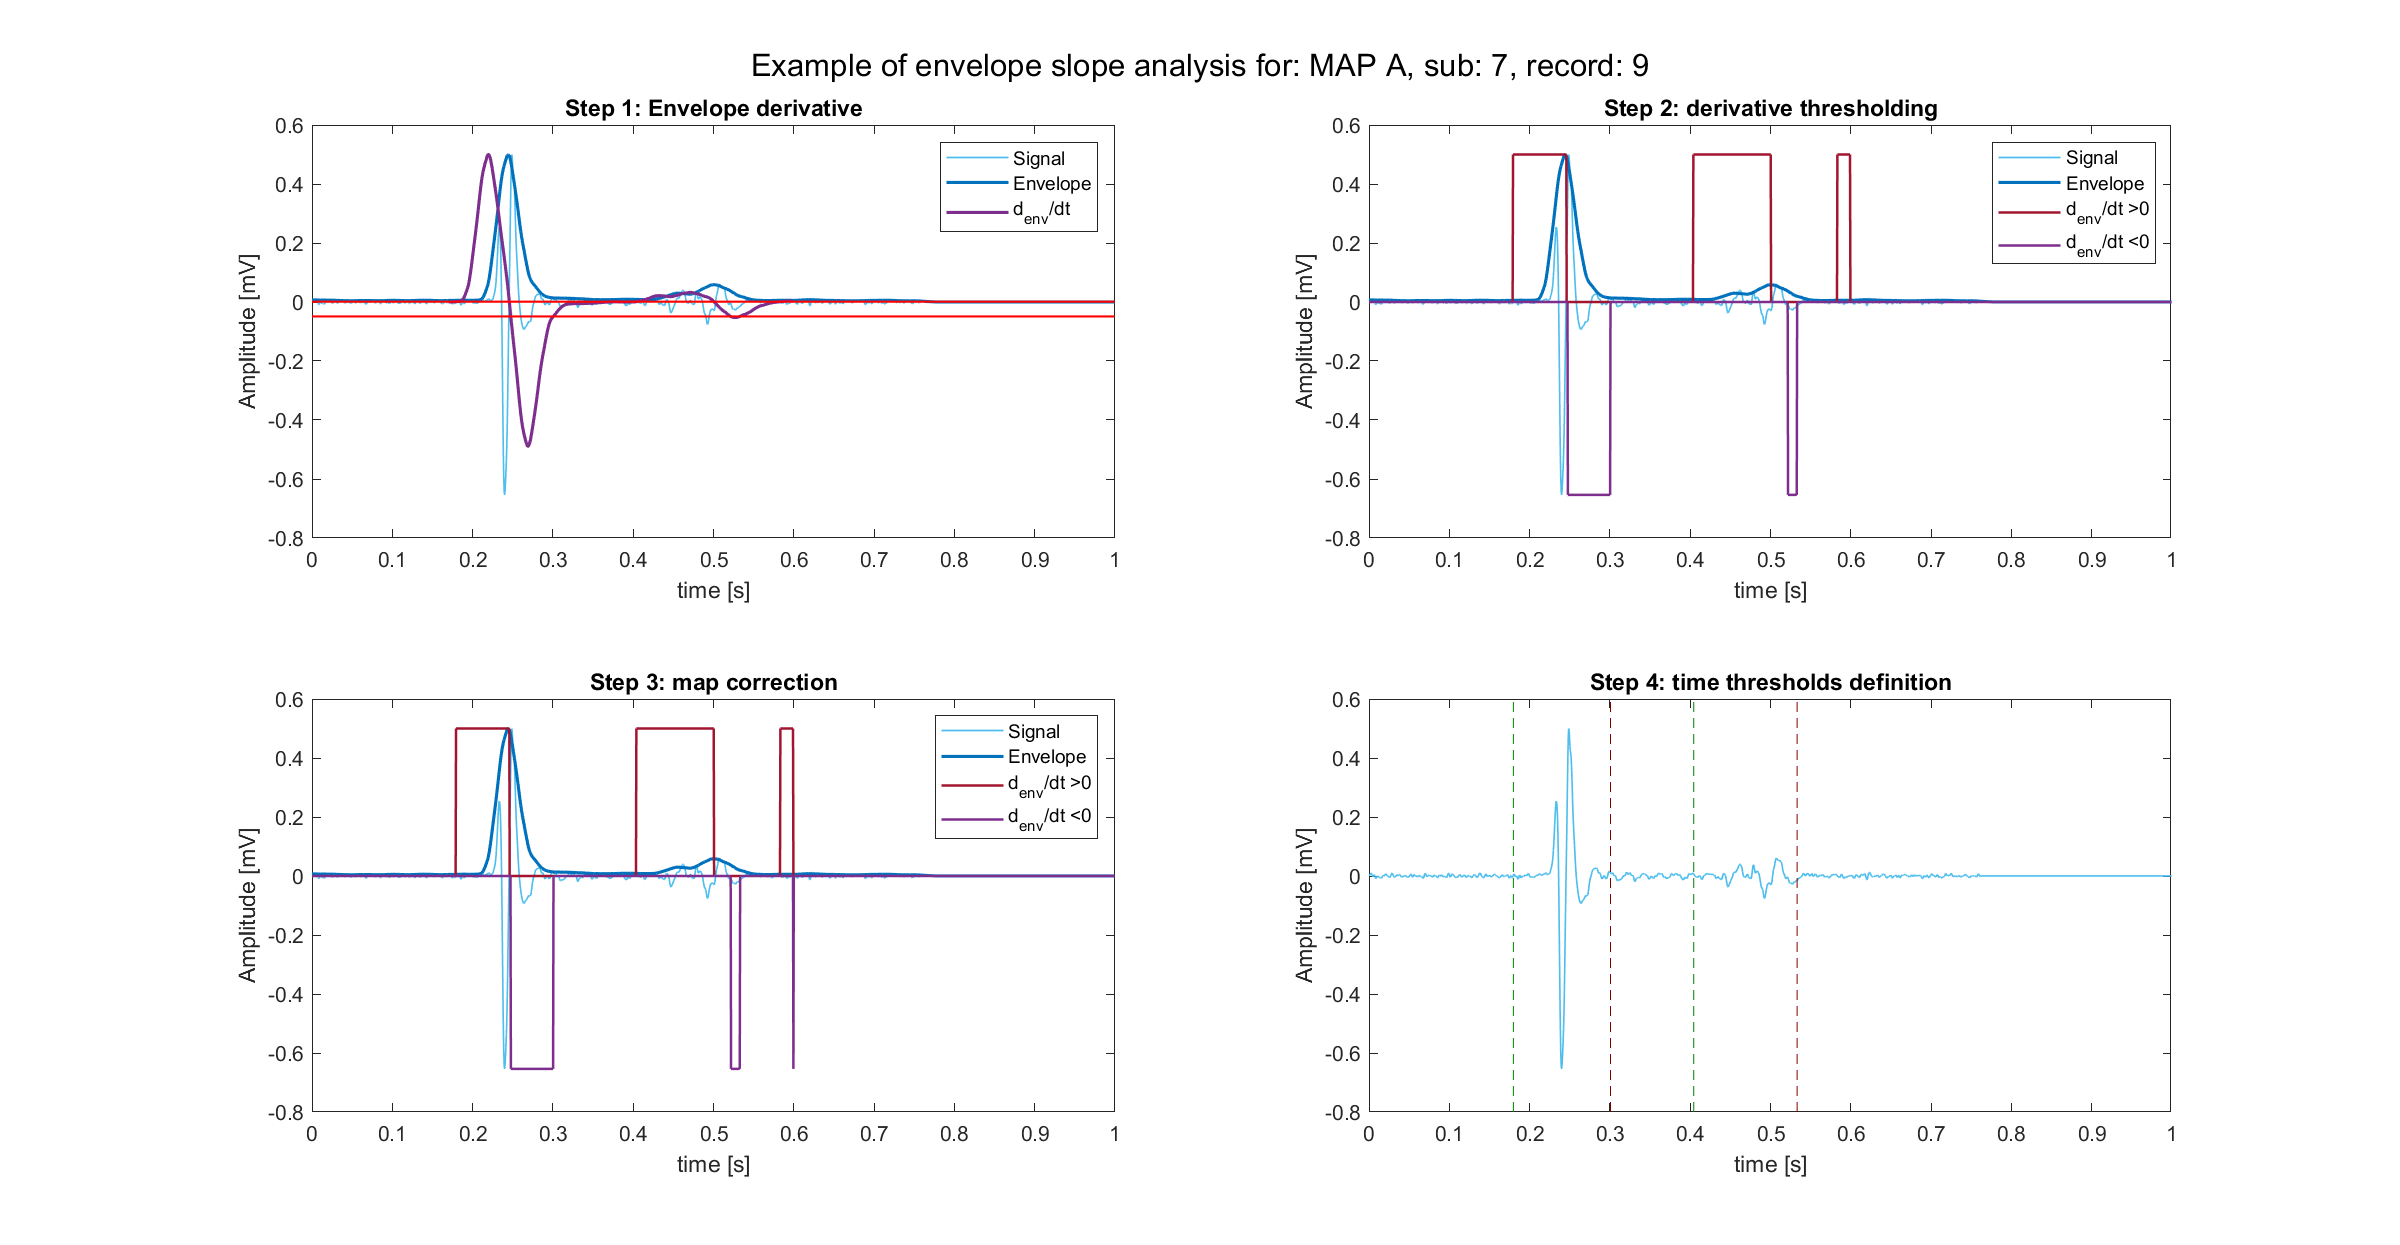 Example of envelope slope analysis for: MAP A, sub: 7, record: 9
Step 1: Envelope derivative
0.6
0.4
0.2
0
-0.2
-0.4
-0.6
-0.8
Amplitude [mV]
0 0.1 0.2 0.3 0.4 0.5 0.6 0.7 0.8 0.9 1
time [s]
Signal
Envelope
d_env/dt
Step 2: derivative thresholding
0.6
0.4
0.2
0
-0.2
-0.4
-0.6
-0.8
Amplitude [mV]
0 0.1 0.2 0.3 0.4 0.5 0.6 0.7 0.8 0.9 1
time [s]
Signal
Envelope
d_env/dt >0
d_env/dt <0
Step 3: map correction
0.6
0.4
0.2
0
-0.2
-0.4
-0.6
-0.8
Amplitude [mV]
0 0.1 0.2 0.3 0.4 0.5 0.6 0.7 0.8 0.9 1
time [s]
Signal
Envelope
d_env/dt >0
d_env/dt <0
Step 4: time thresholds definition
0.6
0.4
0.2
0
-0.2
-0.4
-0.6
-0.8
Amplitude [mV]
0 0.1 0.2 0.3 0.4 0.5 0.6 0.7 0.8 0.9 1
time [s]